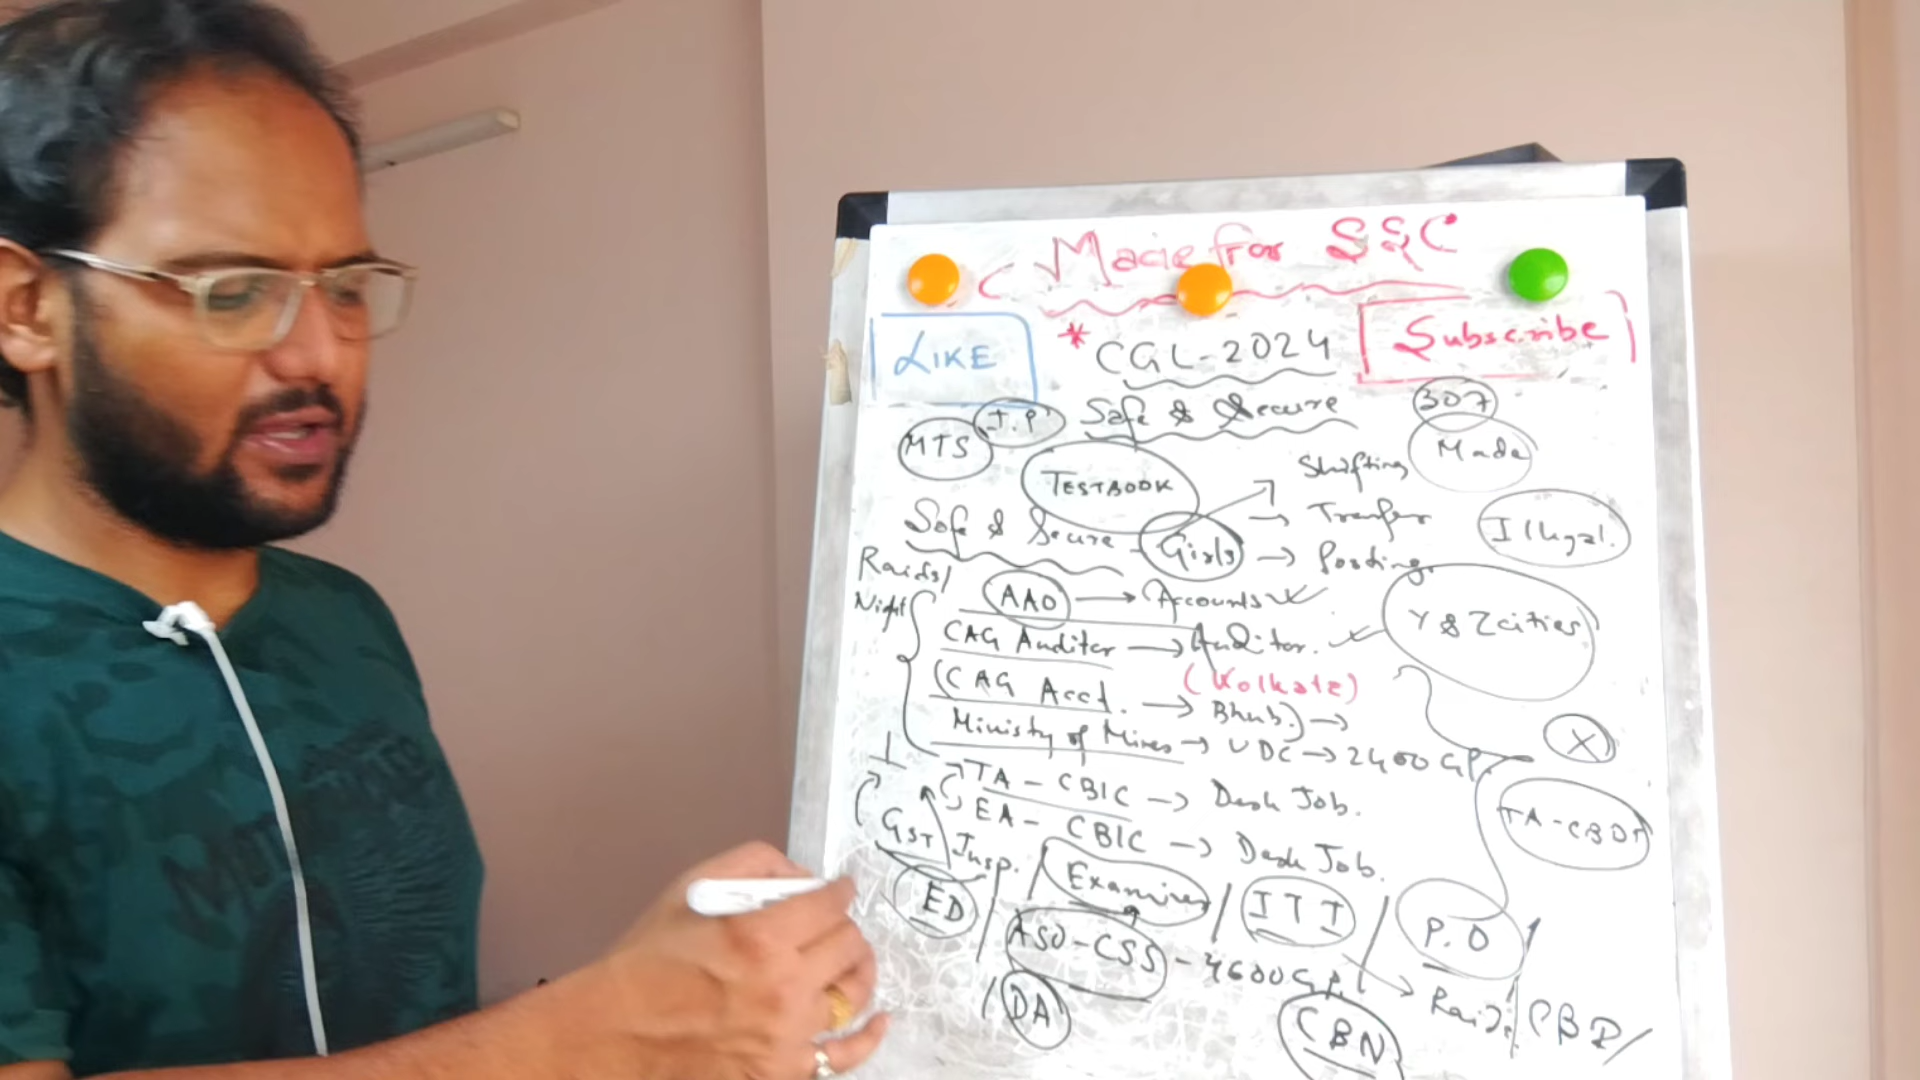 Made for SSC
LIKE
* CGL-2024
Subscribe
MTS
I.P
Safe & Secure
307
Made
TESTBOOK
Shifting
Safe & Secure - Girls → Transfer
Illegal.
→ Posting.
Raids/
Night
AAO → Accounts
Y & Z cities
CAG Auditor → Auditor.
(Kolkata)
(CAG Acct. → Bhub.) →
Ministry of Mines → UDC → 2400 GP.
X
TA - CBIC → Desk Job.
TA-CBDT
EA - CBIC → Desk Job.
GST Insp. / Examiner / ITI / P.O /
ED / ASO-CSS - 4600 GP. / Raids
/ DA
CBN